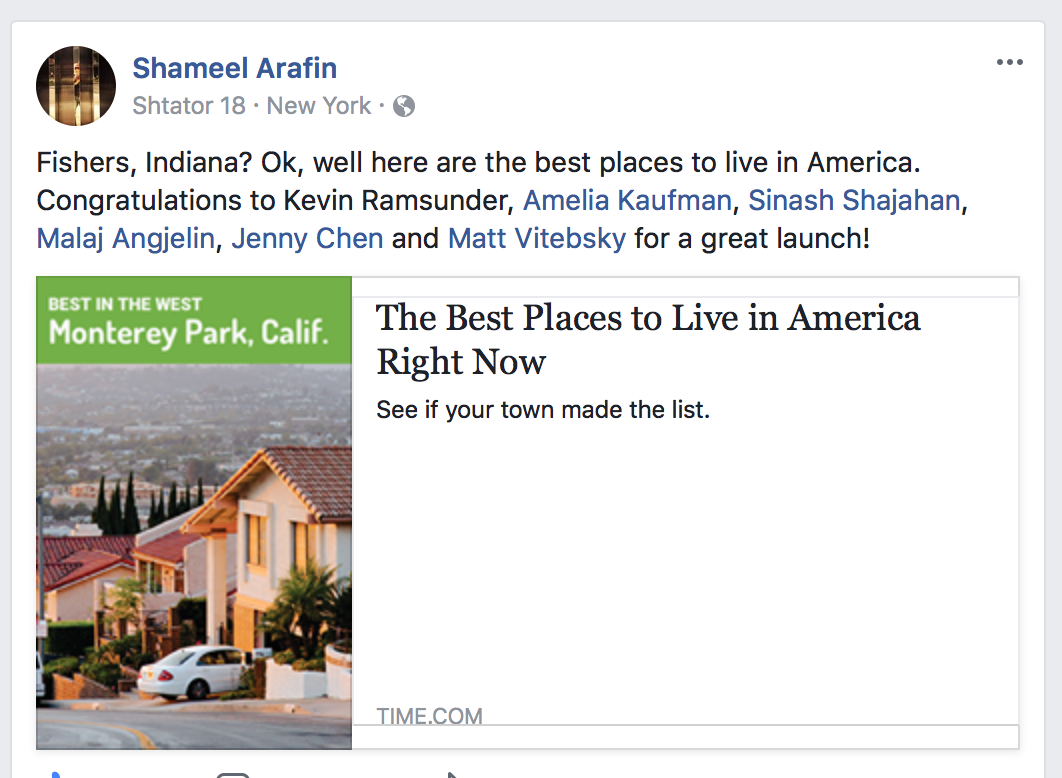 Shameel Arafin
Shtator 18 · New York ·
Fishers, Indiana? Ok, well here are the best places to live in America.
Congratulations to Kevin Ramsunder, Amelia Kaufman, Sinash Shajahan,
Malaj Angjelin, Jenny Chen and Matt Vitebsky for a great launch!
BEST IN THE WEST
Monterey Park, Calif.
The Best Places to Live in America
Right Now
See if your town made the list.
TIME.COM